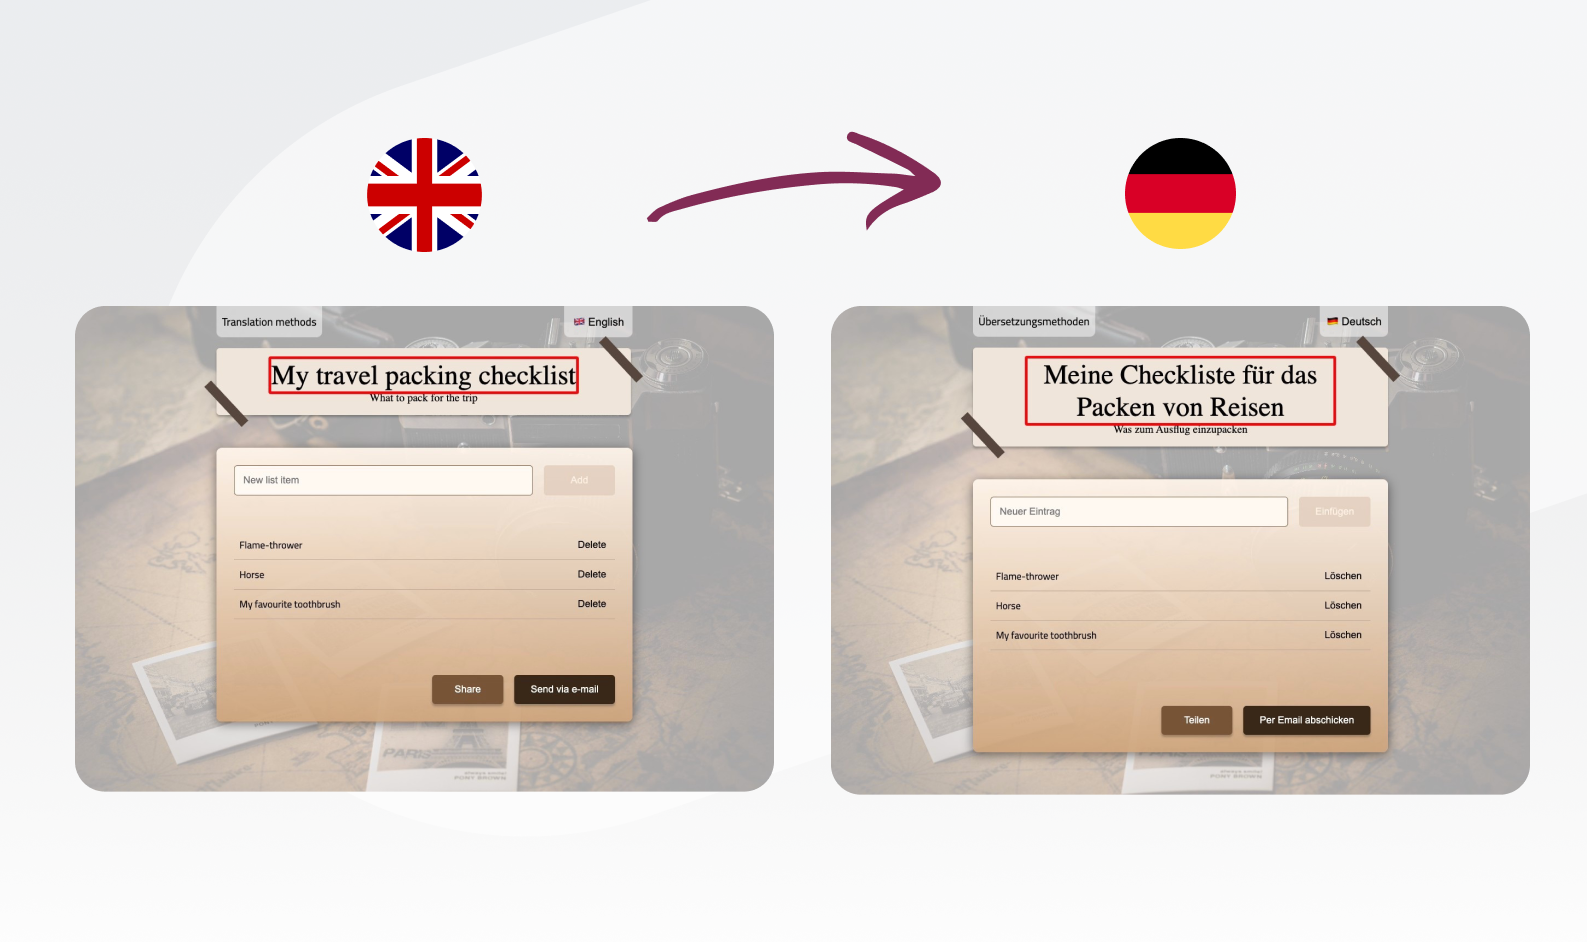 Translation methods
English
My travel packing checklist
What to pack for the trip
New list item
Add
Flame-thrower
Delete
Horse
Delete
My favourite toothbrush
Delete
Share
Send via e-mail
PARIS
FONT BROWN
Übersetzungsmethoden
Deutsch
Meine Checkliste für das
Packen von Reisen
Was zum Ausflug einzupacken
Neuer Eintrag
Einfügen
Flame-thrower
Löschen
Horse
Löschen
My favourite toothbrush
Löschen
Teilen
Per Email abschicken